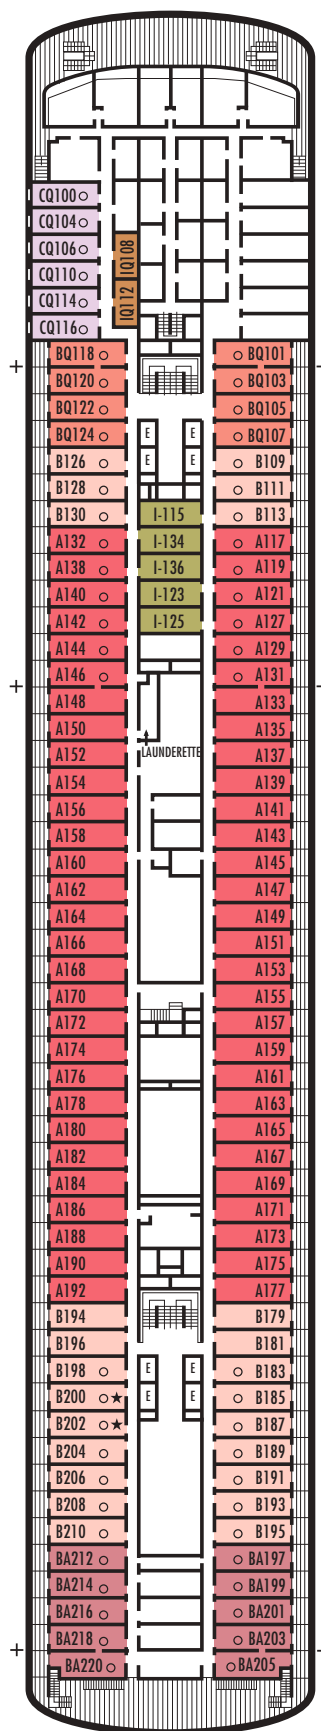 CQ100
CQ104
CQ106
IQ108
CQ110
IQ112
CQ114
CQ116
BQ118 BQ101
BQ120 BQ103
BQ122 BQ105
BQ124 E E BQ107
B126 E E B109
B128 B111
B130 I-115 B113
A132 I-134 A117
A138 I-136 A119
A140 I-123 A121
A142 I-125 A127
A144 A129
A146 A131
A148 A133
A150 A135
A152 LAUNDERETTE A137
A154 A139
A156 A141
A158 A143
A160 A145
A162 A147
A164 A149
A166 A151
A168 A153
A170 A155
A172 A157
A174 A159
A176 A161
A178 A163
A180 A165
A182 A167
A184 A169
A186 A171
A188 A173
A190 A175
A192 A177
B194 B179
B196 B181
B198 E E B183
B200 E E B185
B202 B187
B204 B189
B206 B191
B208 B193
B210 B195
BA212 BA197
BA214 BA199
BA216 BA201
BA218 BA203
BA220 BA205